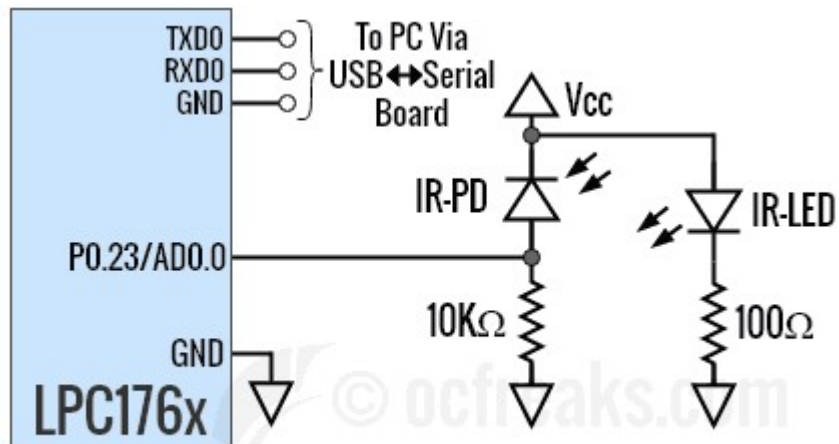 TXD0
RXD0
GND
To PC Via
USB↔Serial
Board
Vcc
IR-PD
IR-LED
P0.23/AD0.0
10KΩ
100Ω
GND
LPC176x
© ocfreaks.com